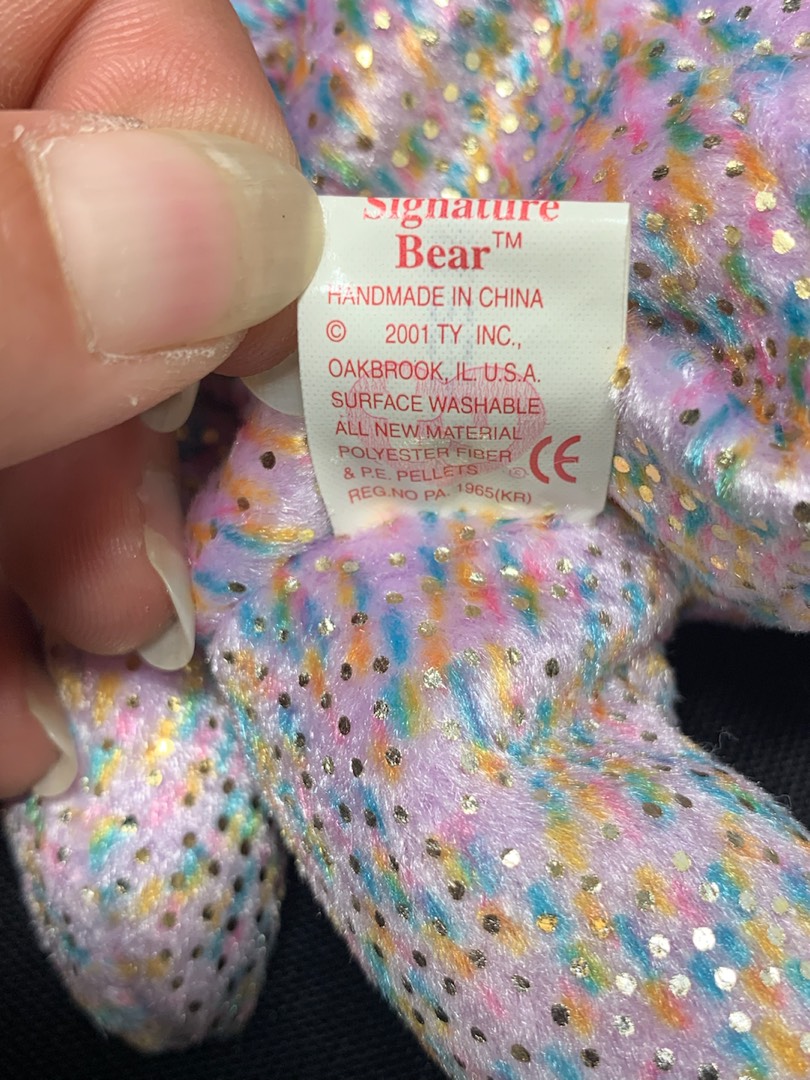 Signature
Bear™
HANDMADE IN CHINA
© 2001 TY INC.,
OAKBROOK, IL. U.S.A.
SURFACE WASHABLE
ALL NEW MATERIAL
POLYESTER FIBER
& P.E. PELLETS ® CE
REG.NO PA. 1965(KR)